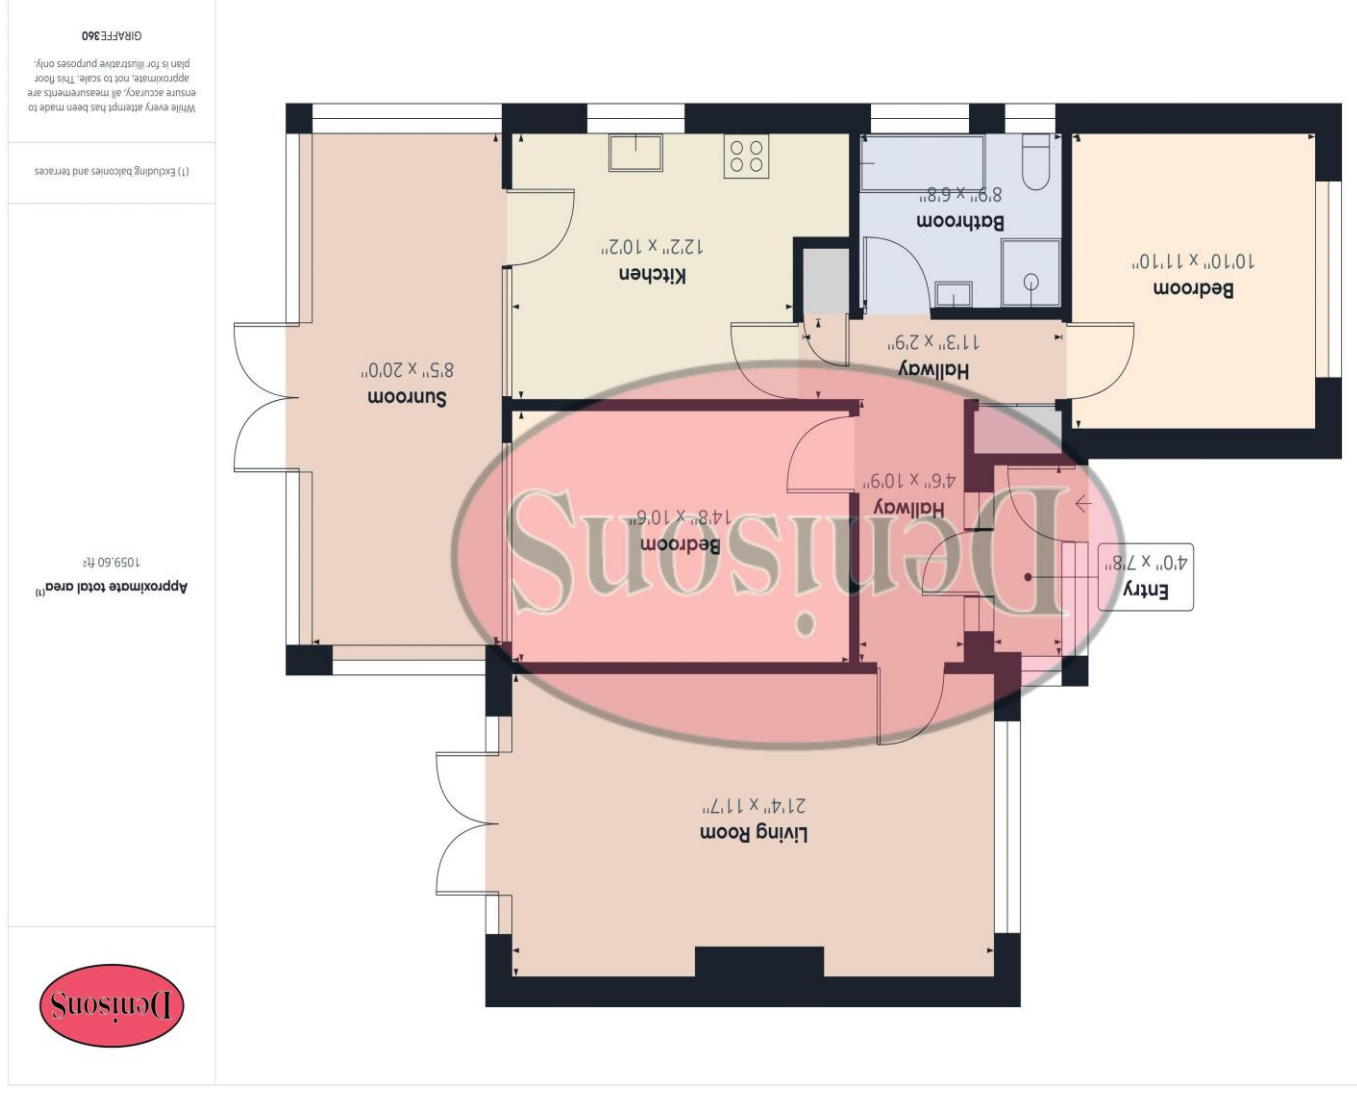 Denisons
Approximate total area(1)
1059.60 ft²
(1) Excluding balconies and terraces
While every attempt has been made to
ensure accuracy, all measurements are
approximate, not to scale. This floor
plan is for illustrative purposes only.
GIRAFFE360
Living Room
21'4" x 11'7"
Entry
4'0" x 7'8"
Bedroom
14'8" x 10'6"
Hallway
4'6" x 10'9"
Denisons
Sunroom
8'5" x 20'0"
Hallway
11'3" x 2'9"
Bedroom
10'10" x 11'10"
Kitchen
12'2" x 10'2"
Bathroom
8'9" x 6'8"